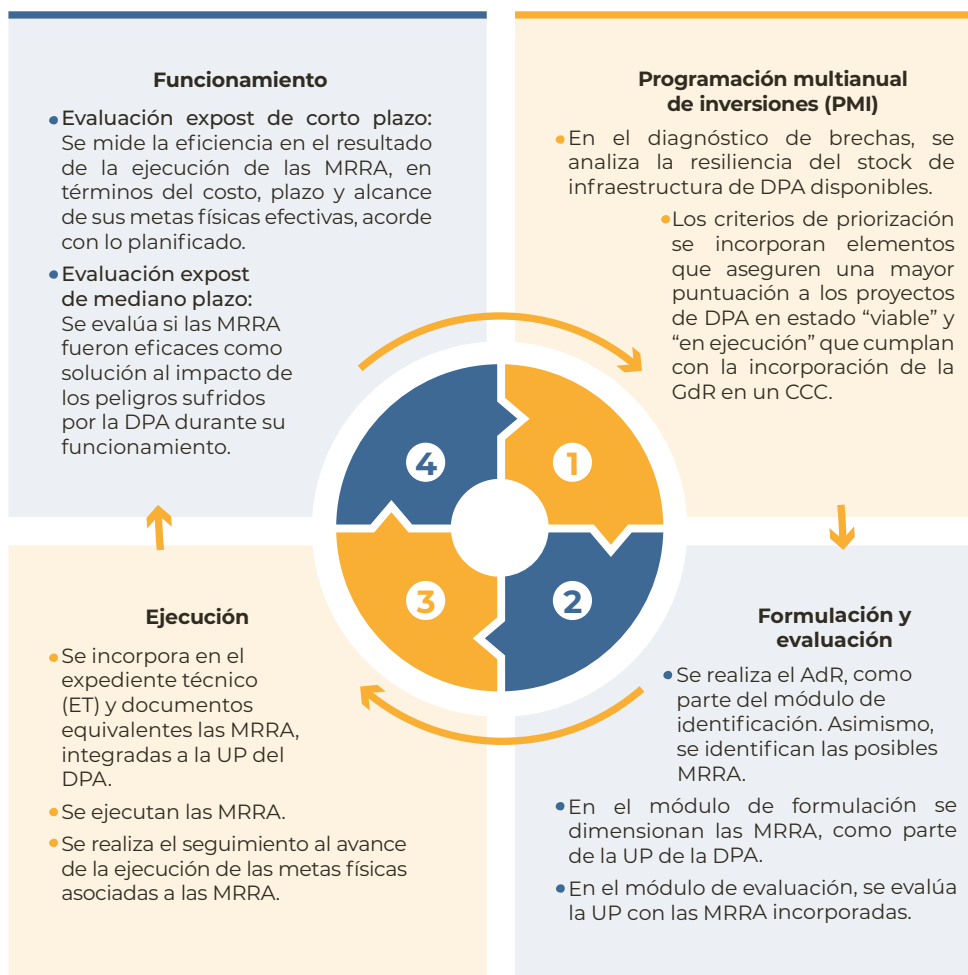 Funcionamiento
• Evaluación expost de corto plazo:
Se mide la eficiencia en el resultado
de la ejecución de las MRRA, en
términos del costo, plazo y alcance
de sus metas físicas efectivas, acorde
con lo planificado.
• Evaluación expost
de mediano plazo:
Se evalúa si las MRRA
fueron eficaces como
solución al impacto de
los peligros sufridos
por la DPA durante su
funcionamiento.
Programación multianual
de inversiones (PMI)
• En el diagnóstico de brechas, se
analiza la resiliencia del stock de
infraestructura de DPA disponibles.
• Los criterios de priorización
se incorporan elementos
que aseguren una mayor
puntuación a los proyectos
de DPA en estado “viable” y
“en ejecución” que cumplan
con la incorporación de la
GdR en un CCC.
4
1
3
2
Ejecución
• Se incorpora en el
expediente técnico
(ET) y documentos
equivalentes las MRRA,
integradas a la UP del
DPA.
• Se ejecutan las MRRA.
• Se realiza el seguimiento al avance
de la ejecución de las metas físicas
asociadas a las MRRA.
Formulación y
evaluación
• Se realiza el AdR, como
parte del módulo de
identificación. Asimismo,
se identifican las posibles
MRRA.
• En el módulo de formulación se
dimensionan las MRRA, como parte
de la UP de la DPA.
• En el módulo de evaluación, se evalúa
la UP con las MRRA incorporadas.